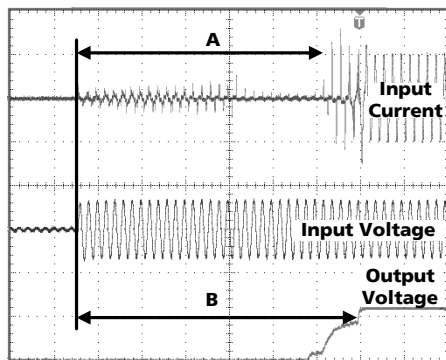 T
A
Input
Current
Input Voltage
Output
Voltage
B